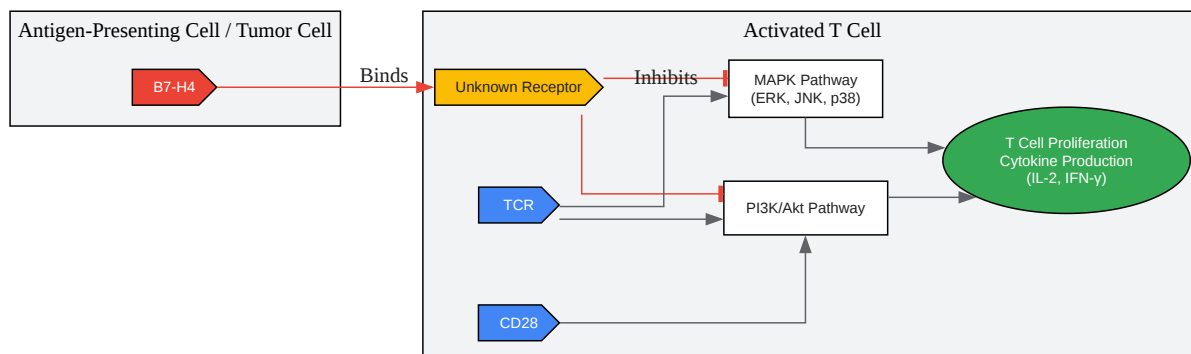 Antigen-Presenting Cell / Tumor Cell
B7-H4
Binds
Activated T Cell
Unknown Receptor
Inhibits
MAPK Pathway
(ERK, JNK, p38)
T Cell Proliferation
Cytokine Production
(IL-2, IFN-γ)
TCR
PI3K/Akt Pathway
CD28